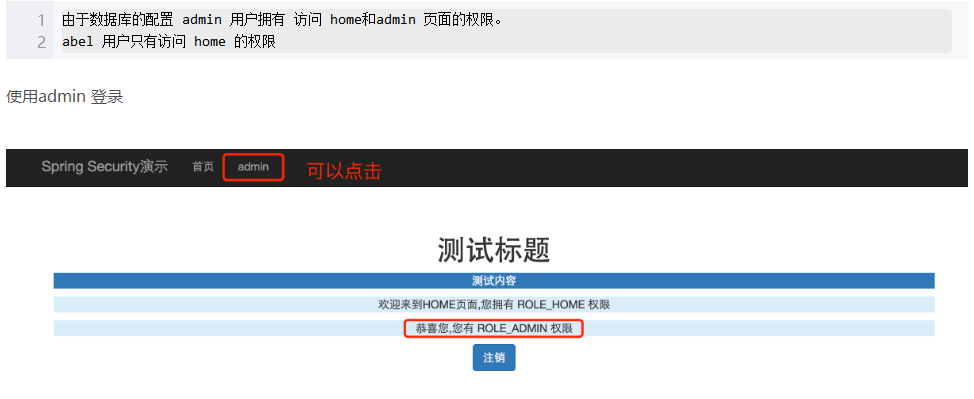 1 由于数据库的配置 admin 用户拥有 访问 home和admin 页面的权限。
2 abel 用户只有访问 home 的权限
使用admin 登录
Spring Security演示 首页 admin 可以点击
测试标题
测试内容
欢迎来到HOME页面,您拥有 ROLE_HOME 权限
恭喜您,您有 ROLE_ADMIN 权限
注销